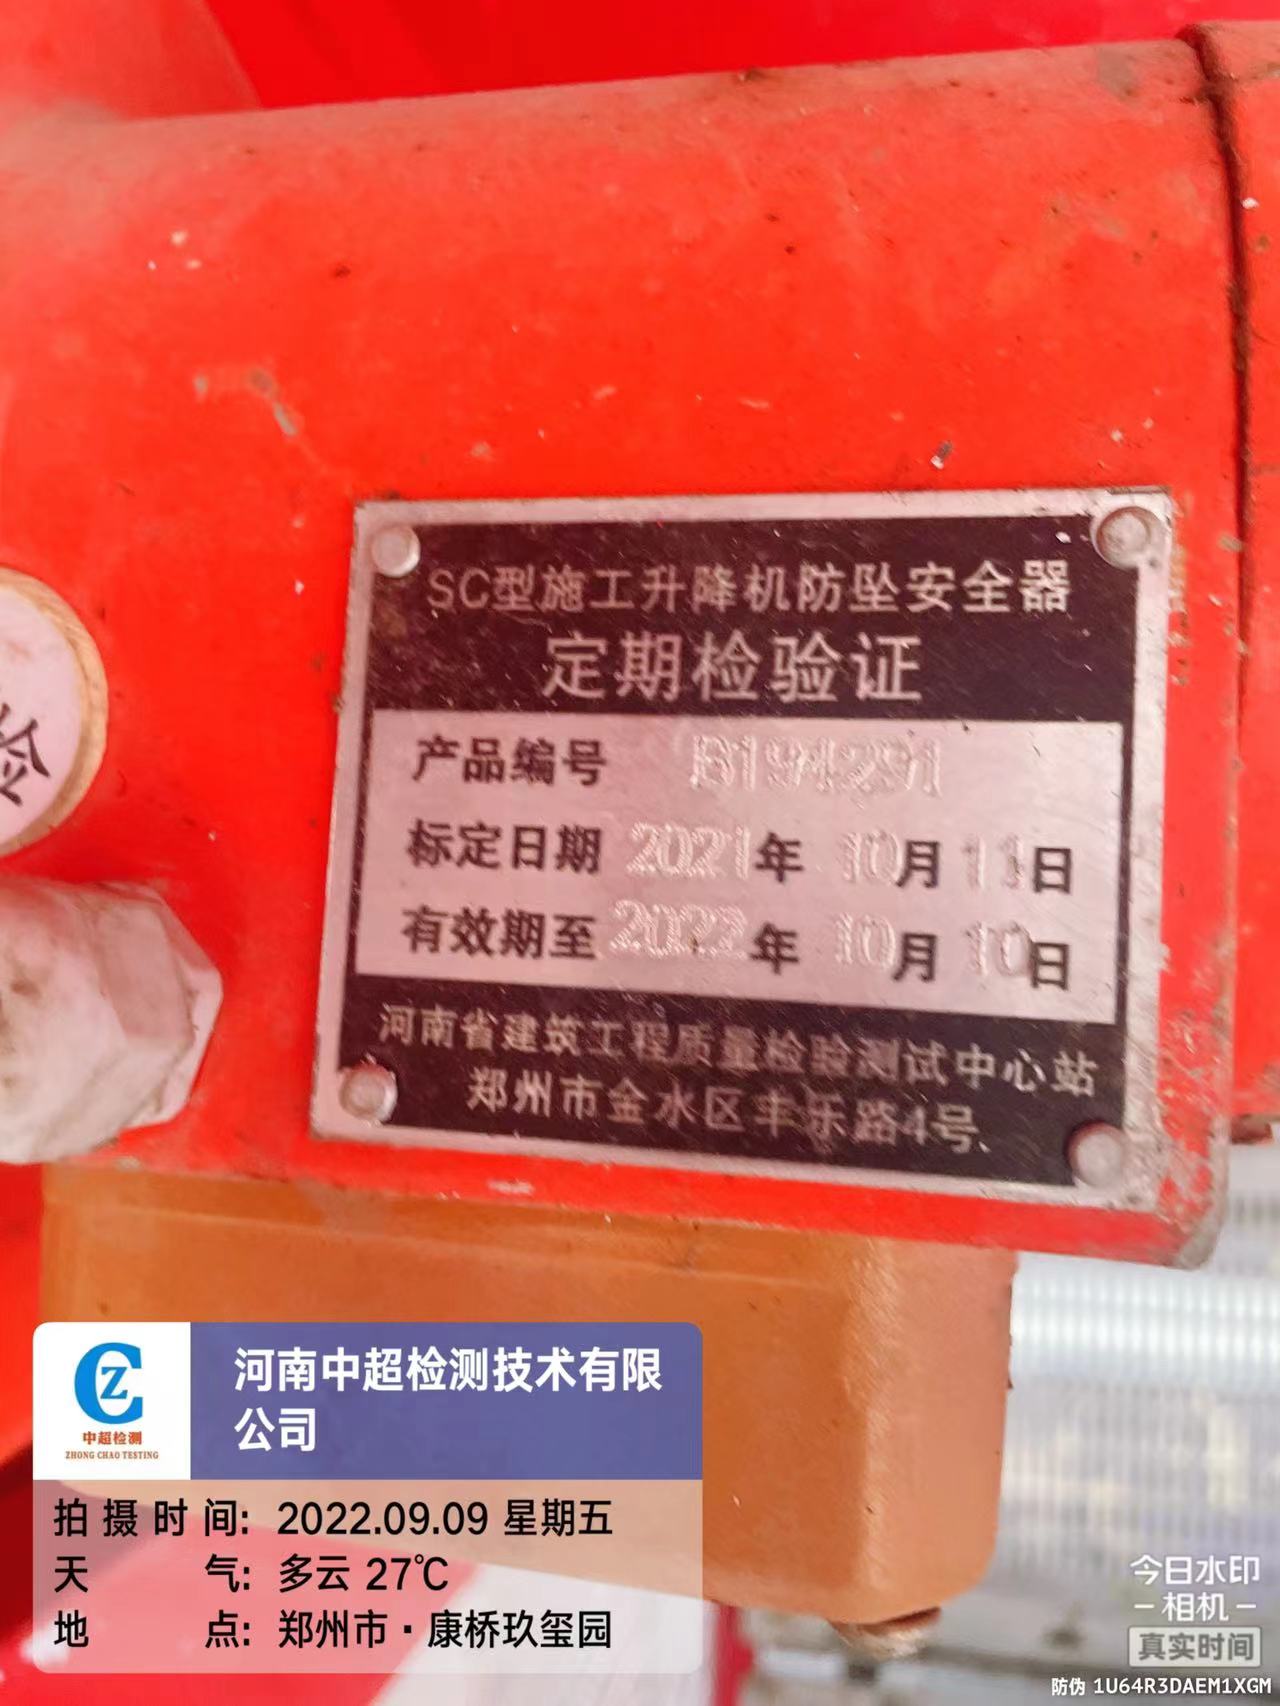 SC型施工升降机防坠安全器
定期检验证
产品编号 B194291
标定日期 2021年 10月 11日
有效期至 2022年 10月 10日
河南省建筑工程质量检验测试中心站
郑州市金水区丰乐路4号
检
CZ
中超检测
ZHONG CHAO TESTING
河南中超检测技术有限
公司
拍摄时间: 2022.09.09 星期五
天气: 多云 27℃
地点: 郑州市·康桥玖玺园
今日水印
-相机-
真实时间
防伪 1U64R3DAEM1XGM